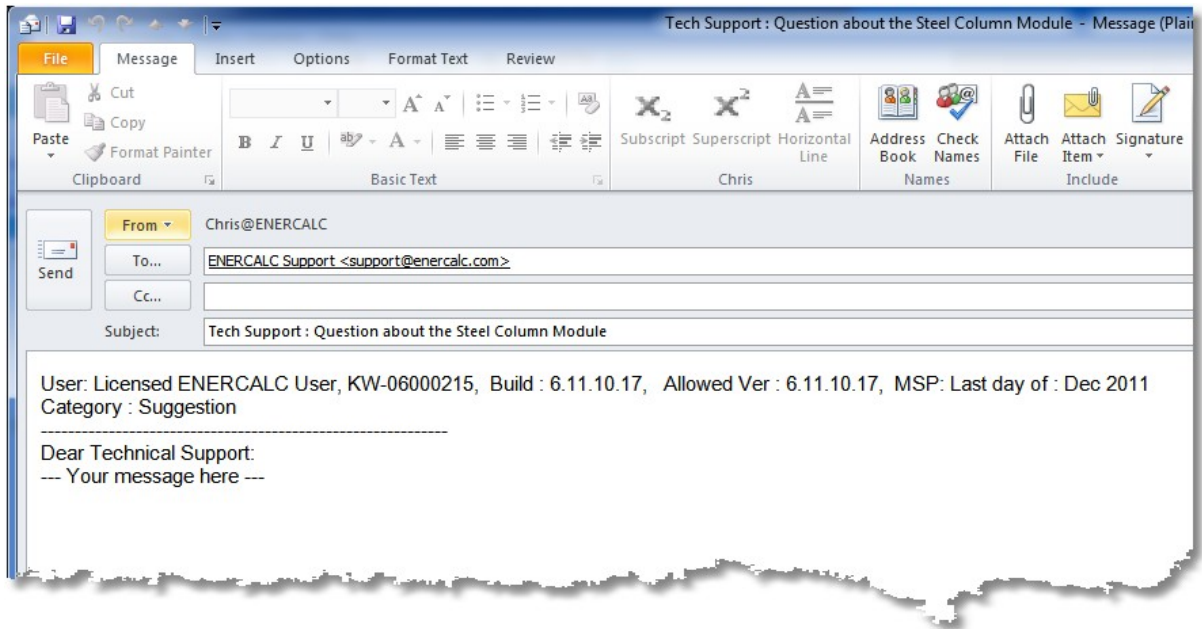 Tech Support : Question about the Steel Column Module - Message (Plai
File Message Insert Options Format Text Review
Paste
Cut
Copy
Format Painter
Clipboard
B I U
Basic Text
Subscript Superscript Horizontal Line
Chris
Address Book Check Names
Names
Attach File Attach Item Signature
Include
Send
From Chris@ENERCALC
To... ENERCALC Support <support@enercalc.com>
Cc...
Subject: Tech Support : Question about the Steel Column Module
User: Licensed ENERCALC User, KW-06000215, Build : 6.11.10.17, Allowed Ver : 6.11.10.17, MSP: Last day of : Dec 2011
Category : Suggestion
------------------------------------------------------------
Dear Technical Support:
--- Your message here ---